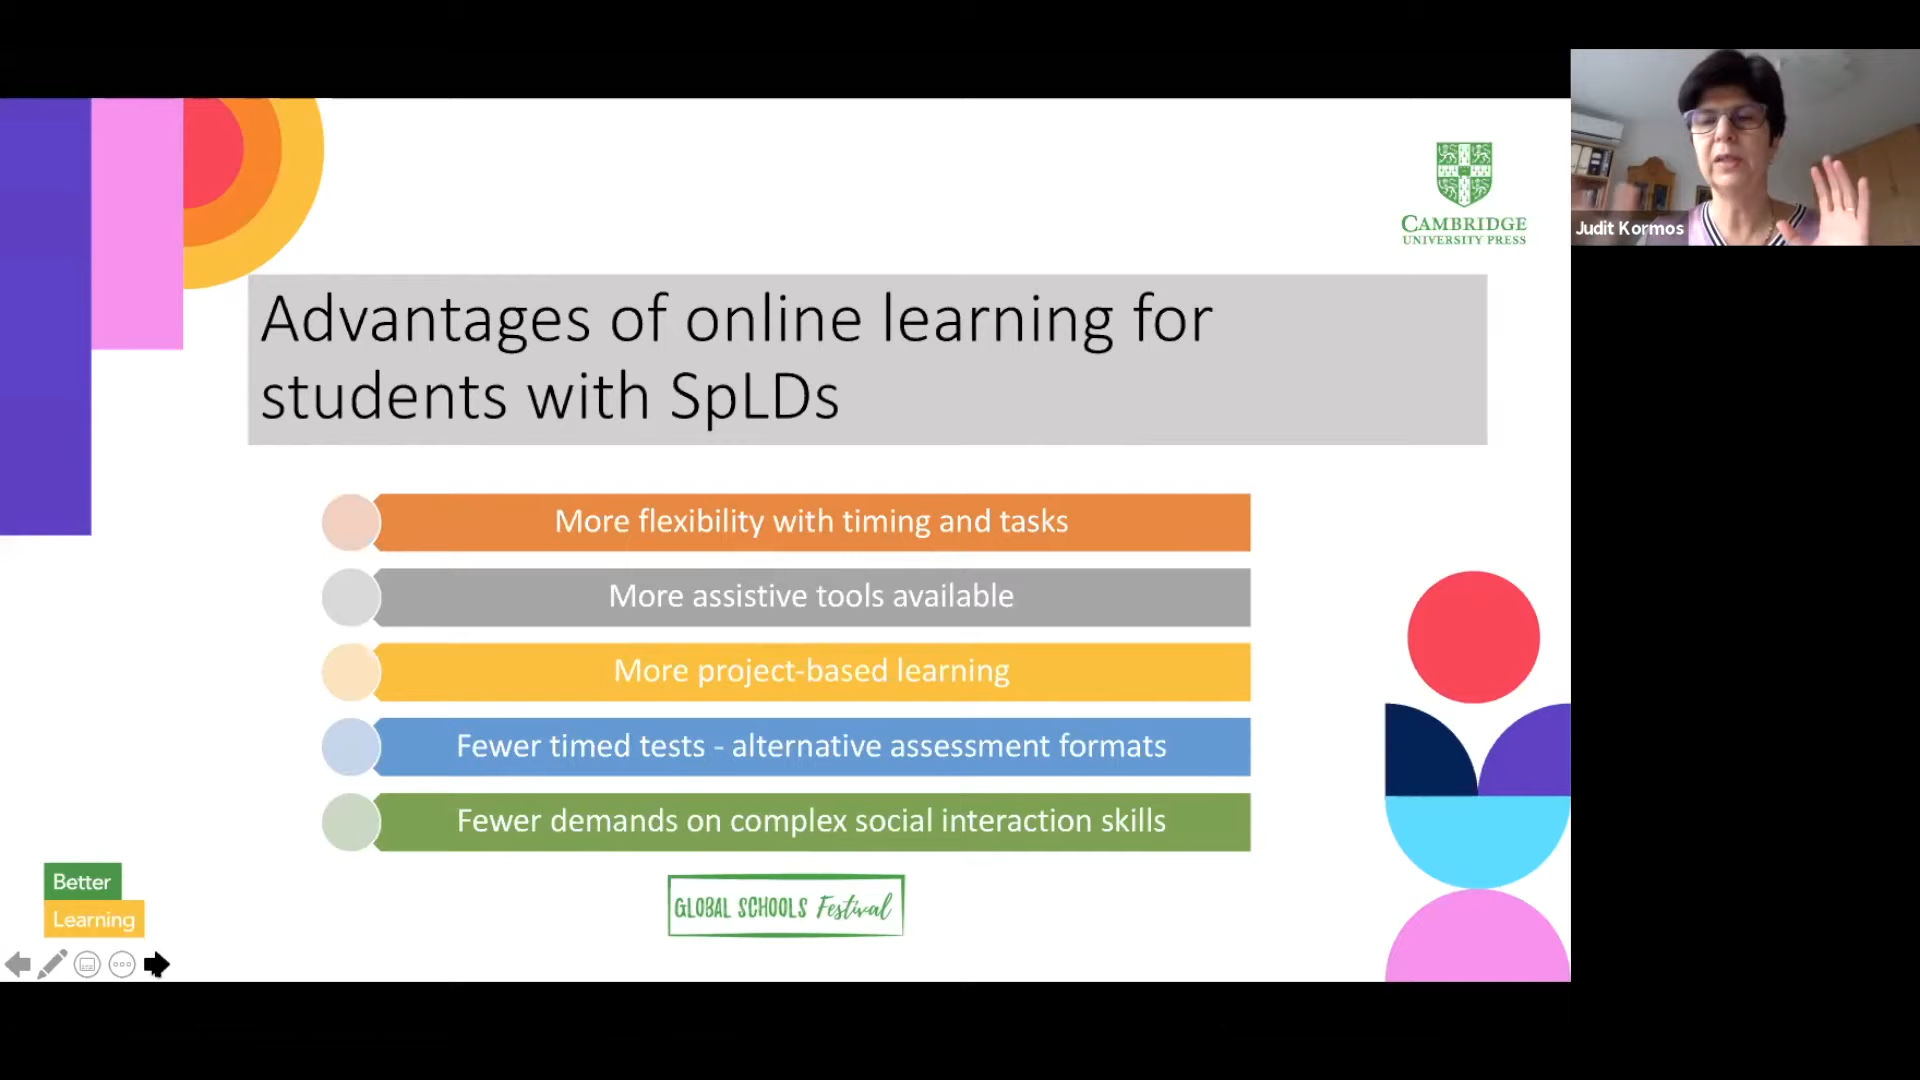 CAMBRIDGE
UNIVERSITY PRESS
Judit Kormos
Advantages of online learning for
students with SpLDs
More flexibility with timing and tasks
More assistive tools available
More project-based learning
Fewer timed tests - alternative assessment formats
Fewer demands on complex social interaction skills
Better
Learning
GLOBAL SCHOOLS Festival